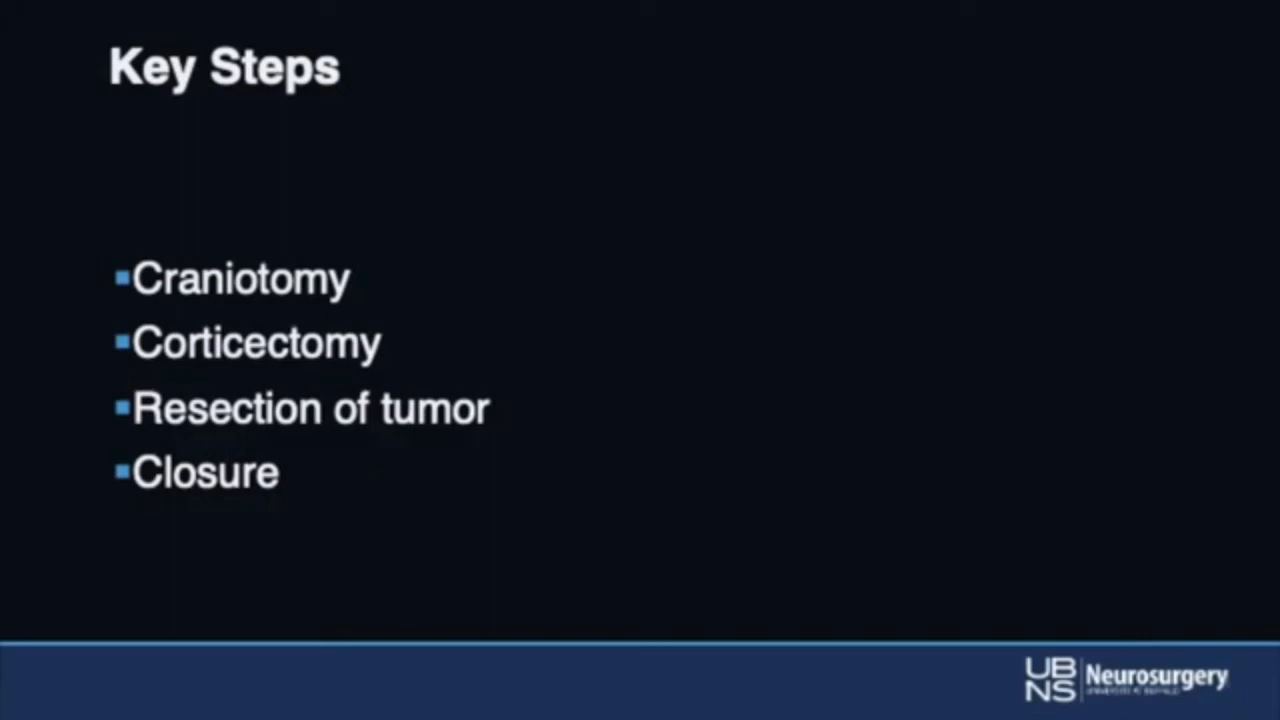 Key Steps
▪Craniotomy
▪Corticectomy
▪Resection of tumor
▪Closure
UB
NS
Neurosurgery